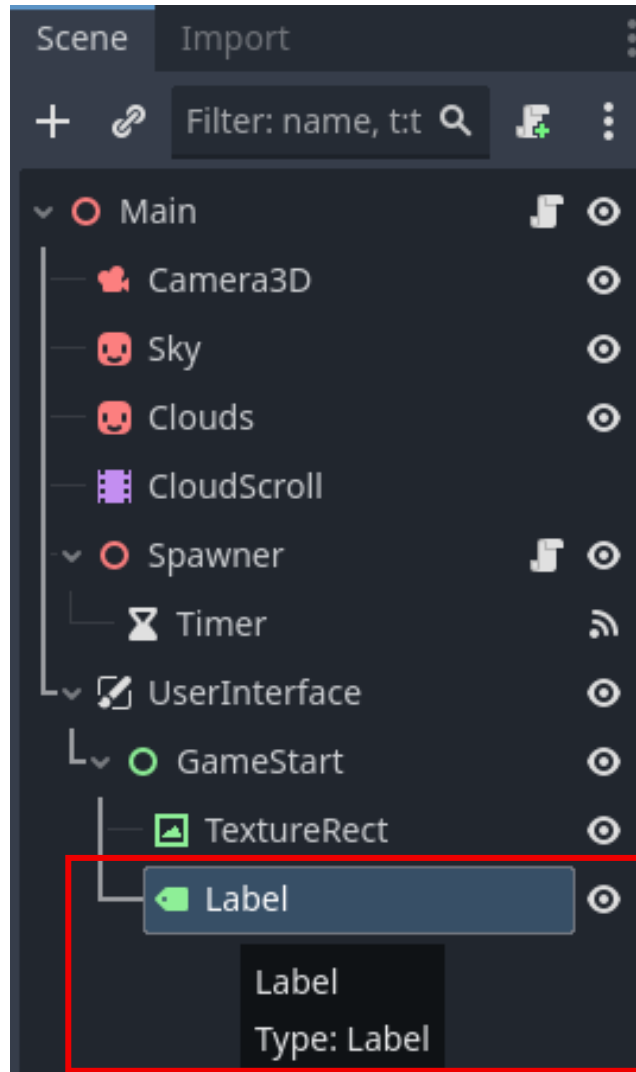 Scene Import
Filter: name, t:t
Main
Camera3D
Sky
Clouds
CloudScroll
Spawner
Timer
UserInterface
GameStart
TextureRect
Label
Label
Type: Label